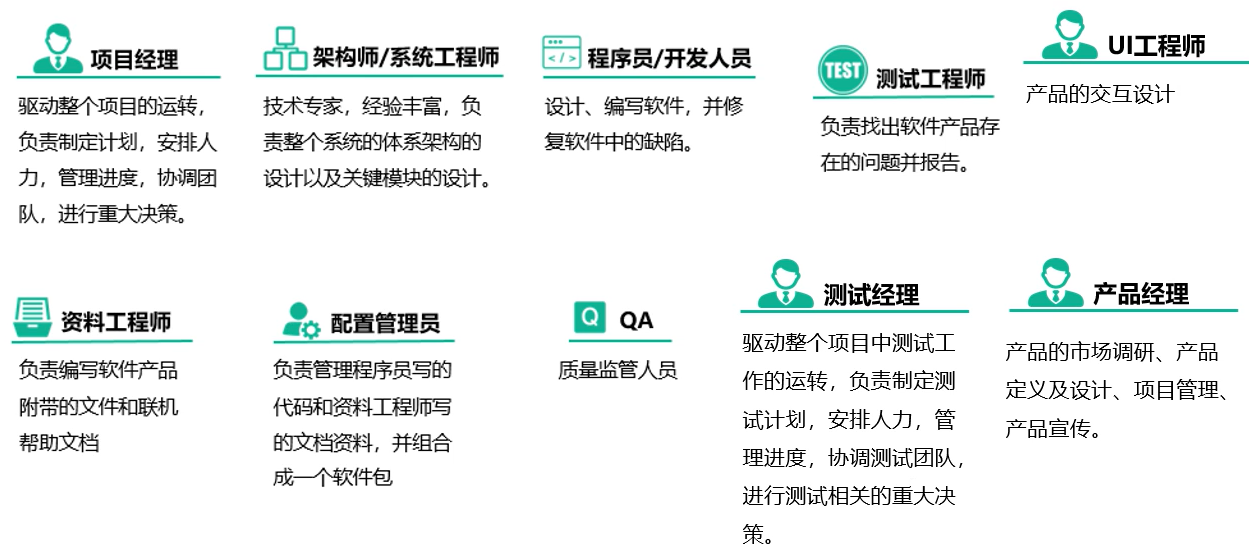 项目经理
驱动整个项目的运转，
负责制定计划，安排人
力，管理进度，协调团
队，进行重大决策。
架构师/系统工程师
技术专家，经验丰富，负
责整个系统的体系架构的
设计以及关键模块的设计。
程序员/开发人员
设计、编写软件，并修
复软件中的缺陷。
TEST
测试工程师
负责找出软件产品存
在的问题并报告。
UI工程师
产品的交互设计
资料工程师
负责编写软件产品
附带的文件和联机
帮助文档
配置管理员
负责管理程序员写的
代码和资料工程师写
的文档资料，并组合
成一个软件包
Q
QA
质量监管人员
测试经理
驱动整个项目中测试工
作的运转，负责制定测
试计划，安排人力，管
理进度，协调测试团队，
进行测试相关的重大决
策。
产品经理
产品的市场调研、产品
定义及设计、项目管理、
产品宣传。